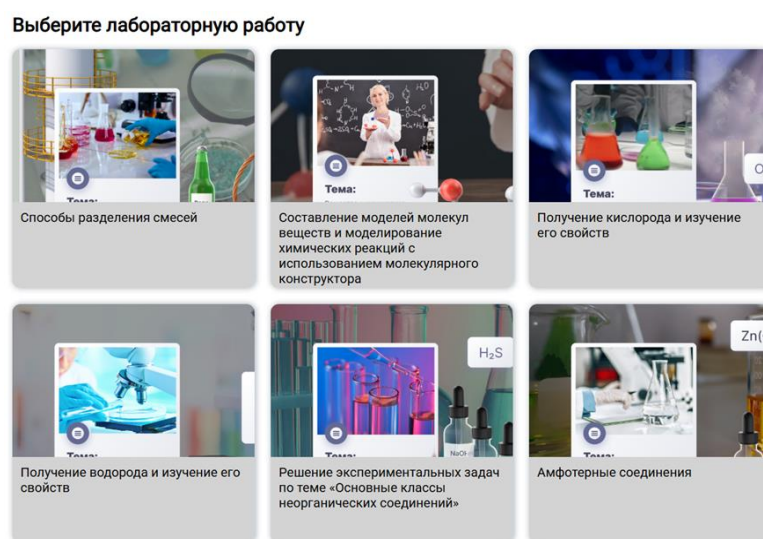 Выберите лабораторную работу
Тема:
Способы разделения смесей
Тема:
Составление моделей молекул
веществ и моделирование
химических реакций с
использованием молекулярного
конструктора
Тема:
Получение кислорода и изучение
его свойств
Тема:
Получение водорода и изучение его
свойств
H₂S
NaOH
Тема:
Решение экспериментальных задач
по теме «Основные классы
неорганических соединений»
Zn(
Тема:
Амфотерные соединения